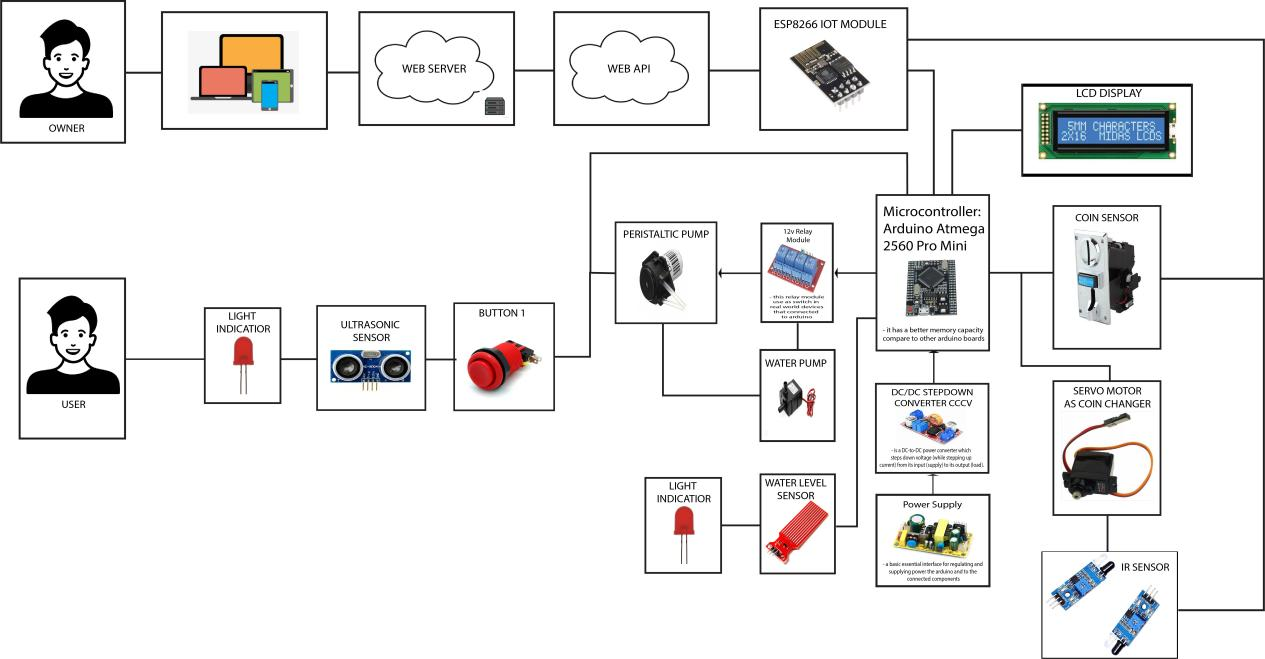 OWNER
WEB SERVER
WEB API
ESP8266 IOT MODULE
LCD DISPLAY
5MM CHARACTERS
2X16 MIDAS LCDS
Microcontroller:
Arduino Atmega
2560 Pro Mini
- it has a better memory capacity
compare to other arduino boards
COIN SENSOR
PERISTALTIC PUMP
12v Relay
Module
- this relay module
use as switch in
real world devices
that connected
to arduino
USER
LIGHT
INDICATIOR
ULTRASONIC
SENSOR
BUTTON 1
WATER PUMP
DC/DC STEPDOWN
CONVERTER CCCV
- is a DC-to-DC power converter which
steps down voltage (while stepping up
current) from its input (supply) to its output (load).
SERVO MOTOR
AS COIN CHANGER
LIGHT
INDICATIOR
WATER LEVEL
SENSOR
Power Supply
- a basic essential interface for regulating and
supplying power the arduino and to the
connected components
IR SENSOR